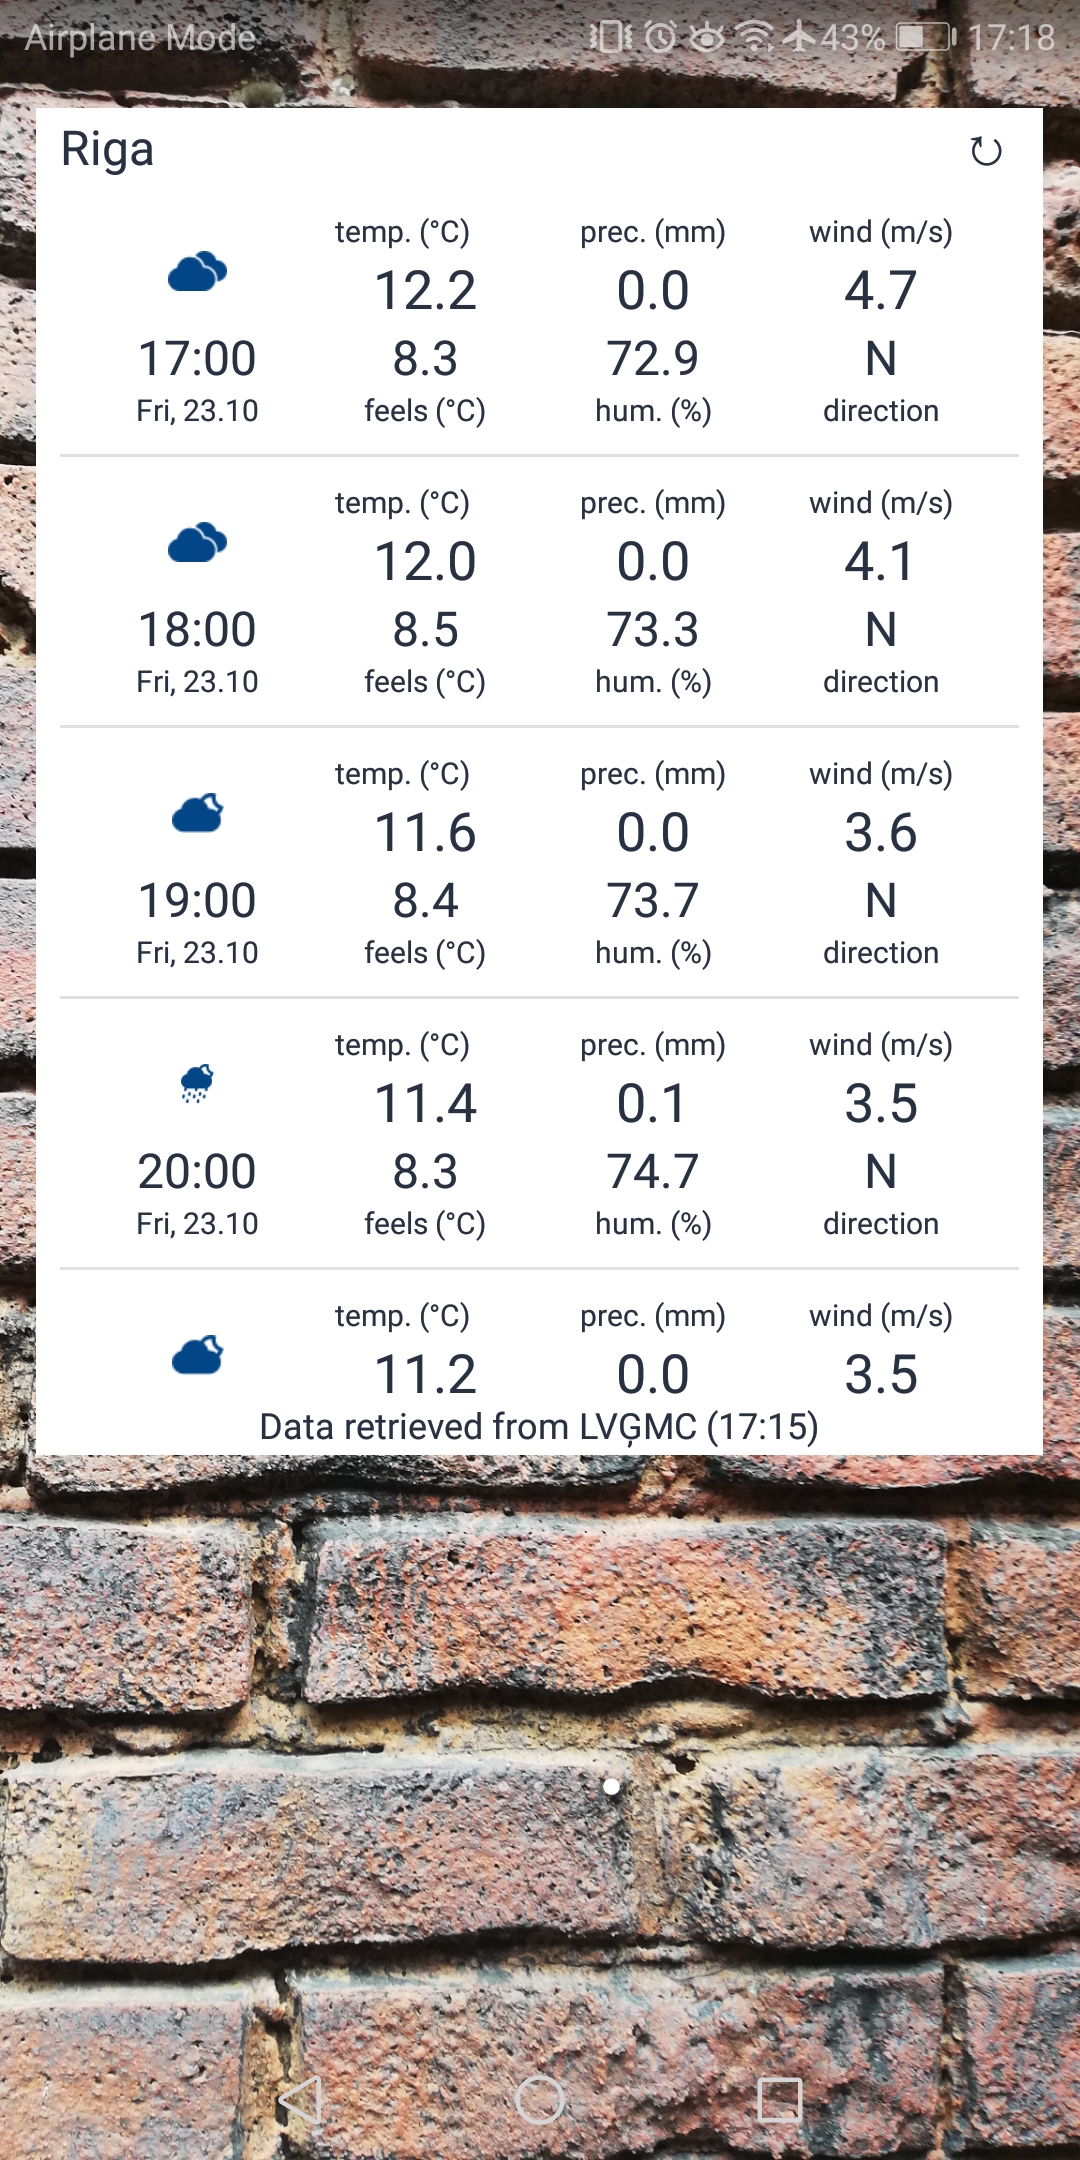 Airplane Mode 43% 17:18
Riga
temp. (°C) prec. (mm) wind (m/s)
12.2 0.0 4.7
17:00 8.3 72.9 N
Fri, 23.10 feels (°C) hum. (%) direction
temp. (°C) prec. (mm) wind (m/s)
12.0 0.0 4.1
18:00 8.5 73.3 N
Fri, 23.10 feels (°C) hum. (%) direction
temp. (°C) prec. (mm) wind (m/s)
11.6 0.0 3.6
19:00 8.4 73.7 N
Fri, 23.10 feels (°C) hum. (%) direction
temp. (°C) prec. (mm) wind (m/s)
11.4 0.1 3.5
20:00 8.3 74.7 N
Fri, 23.10 feels (°C) hum. (%) direction
temp. (°C) prec. (mm) wind (m/s)
11.2 0.0 3.5
Data retrieved from LVĢMC (17:15)